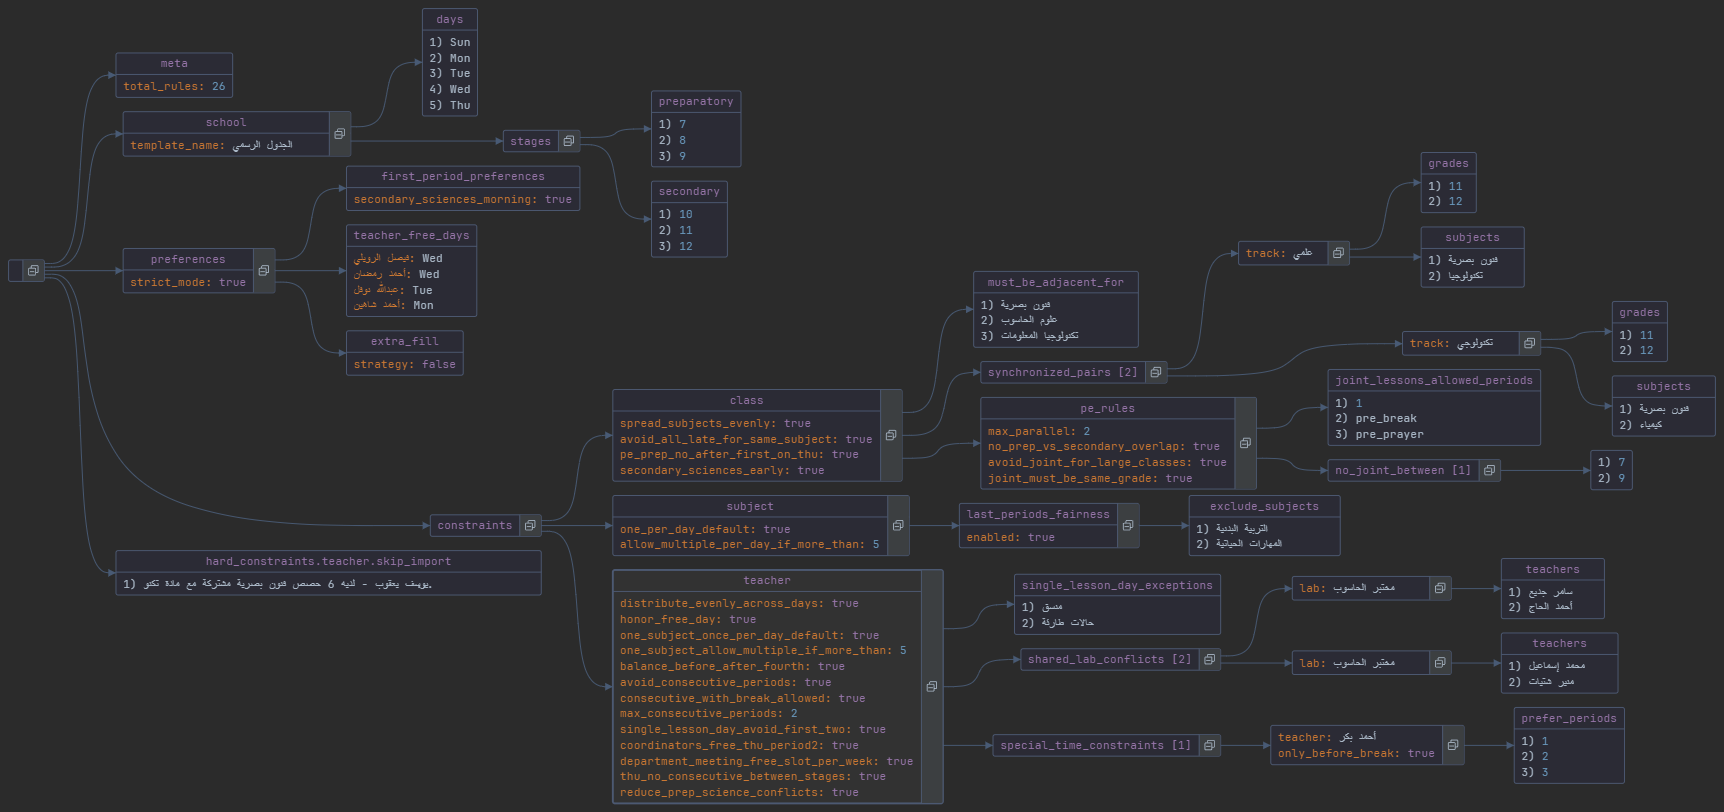 meta
total_rules: 26
school
template_name: الجدول الرسمي
days
1) Sun
2) Mon
3) Tue
4) Wed
5) Thu
stages
preparatory
1) 7
2) 8
3) 9
secondary
1) 10
2) 11
3) 12
preferences
strict_mode: true
first_period_preferences
secondary_sciences_morning: true
teacher_free_days
فيصل الرويلي: Wed
أحمد رمضان: Wed
عبدالله نوفل: Tue
أحمد شاهين: Mon
extra_fill
strategy: false
constraints
class
spread_subjects_evenly: true
avoid_all_late_for_same_subject: true
pe_prep_no_after_first_on_thu: true
secondary_sciences_early: true
must_be_adjacent_for
1) فنون بصرية
2) علوم الحاسوب
3) تكنولوجيا المعلومات
synchronized_pairs [2]
track: علمي
grades
1) 11
2) 12
subjects
1) فنون بصرية
2) تكنولوجيا
track: تكنولوجي
grades
1) 11
2) 12
subjects
1) فنون بصرية
2) كيمياء
pe_rules
max_parallel: 2
no_prep_vs_secondary_overlap: true
avoid_joint_for_large_classes: true
joint_must_be_same_grade: true
joint_lessons_allowed_periods
1) 1
2) pre_break
3) pre_prayer
no_joint_between [1]
1) 7
2) 9
subject
one_per_day_default: true
allow_multiple_per_day_if_more_than: 5
last_periods_fairness
enabled: true
exclude_subjects
1) التربية البدنية
2) المهارات الحياتية
teacher
distribute_evenly_across_days: true
honor_free_day: true
one_subject_once_per_day_default: true
one_subject_allow_multiple_if_more_than: 5
balance_before_after_fourth: true
avoid_consecutive_periods: true
consecutive_with_break_allowed: true
max_consecutive_periods: 2
single_lesson_day_avoid_first_two: true
coordinators_free_thu_period2: true
department_meeting_free_slot_per_week: true
thu_no_consecutive_between_stages: true
reduce_prep_science_conflicts: true
single_lesson_day_exceptions
1) منسق
2) حالات طارئة
shared_lab_conflicts [2]
lab: مختبر الحاسوب
teachers
1) سامر جديع
2) أحمد الحاج
lab: مختبر الحاسوب
teachers
1) محمد إسماعيل
2) منير شتيات
special_time_constraints [1]
teacher: أحمد بكر
only_before_break: true
prefer_periods
1) 1
2) 2
3) 3
hard_constraints.teacher.skip_import
1) يوسف يعقوب - لديه 6 حصص فنون بصرية مشتركة مع مادة تكنو.